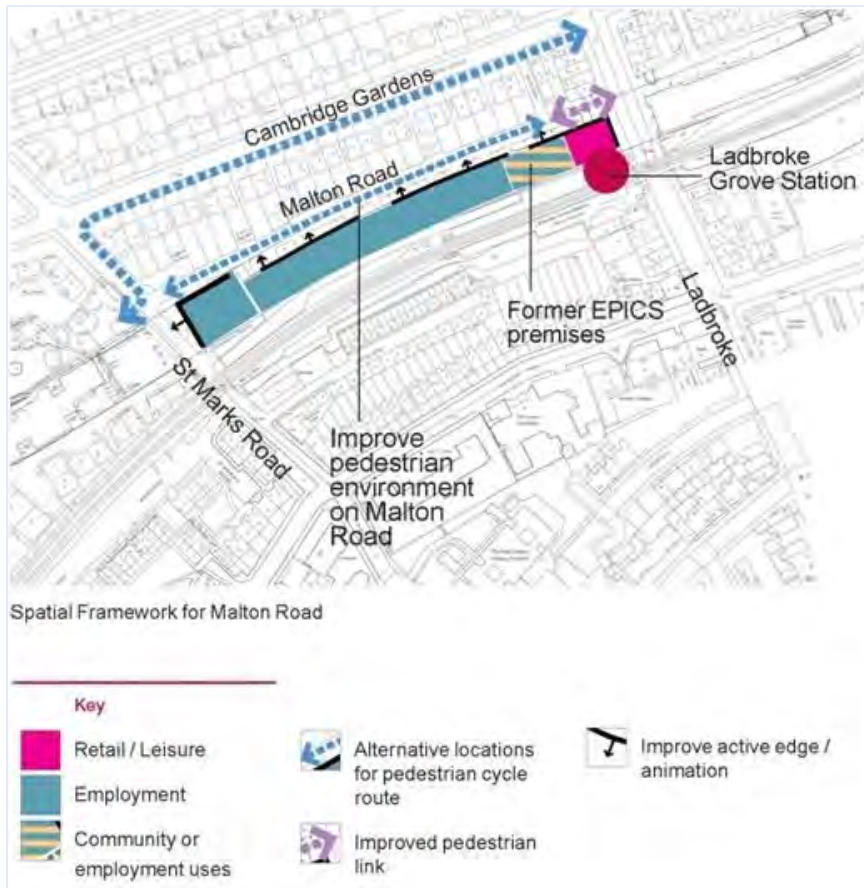 Cambridge Gardens
Malton Road
Ladbroke
Grove Station
Former EPICS
premises
Ladbroke
St Marks Road
Improve
pedestrian
environment
on Malton
Road
Spatial Framework for Malton Road
Key
Retail / Leisure
Employment
Community or
employment uses
Alternative locations
for pedestrian cycle
route
Improved pedestrian
link
Improve active edge /
animation